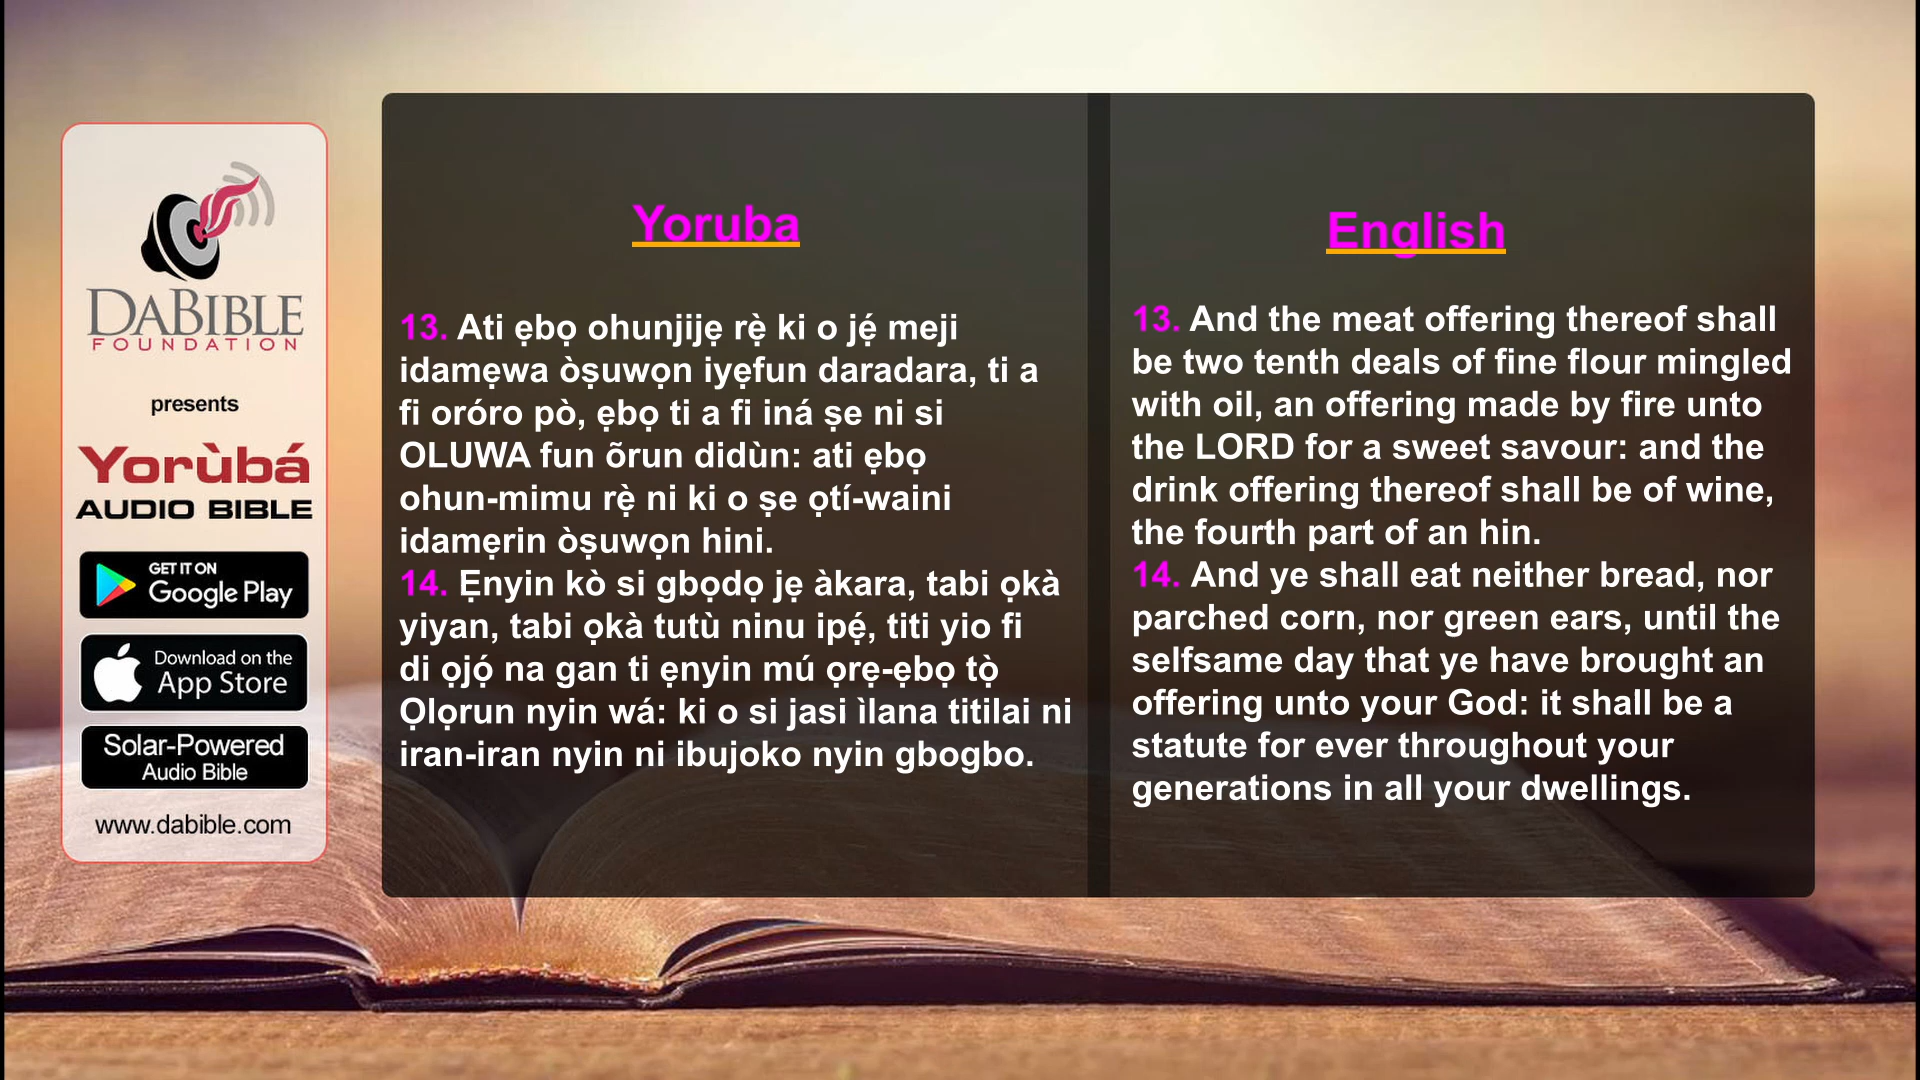 DABIBLE
FOUNDATION
presents
Yorùbá
AUDIO BIBLE
GET IT ON
Google Play
Download on the
App Store
Solar-Powered
Audio Bible
www.dabible.com
Yoruba
13. Ati ẹbọ ohunjijẹ rẹ̀ ki o jẹ́ meji
idamẹwa òṣuwọn iyẹfun daradara, ti a
fi oróro pò, ẹbọ ti a fi iná ṣe ni si
OLUWA fun õrun didùn: ati ẹbọ
ohun-mimu rẹ̀ ni ki o ṣe ọtí-waini
idamẹrin òṣuwọn hini.
14. Ẹnyin kò si gbọdọ jẹ àkara, tabi ọkà
yiyan, tabi ọkà tutù ninu ipẹ́, titi yio fi
di ọjọ́ na gan ti ẹnyin mú ọrẹ-ẹbọ tọ̀
Ọlọrun nyin wá: ki o si jasi ìlana titilai ni
iran-iran nyin ni ibujoko nyin gbogbo.
English
13. And the meat offering thereof shall
be two tenth deals of fine flour mingled
with oil, an offering made by fire unto
the LORD for a sweet savour: and the
drink offering thereof shall be of wine,
the fourth part of an hin.
14. And ye shall eat neither bread, nor
parched corn, nor green ears, until the
selfsame day that ye have brought an
offering unto your God: it shall be a
statute for ever throughout your
generations in all your dwellings.